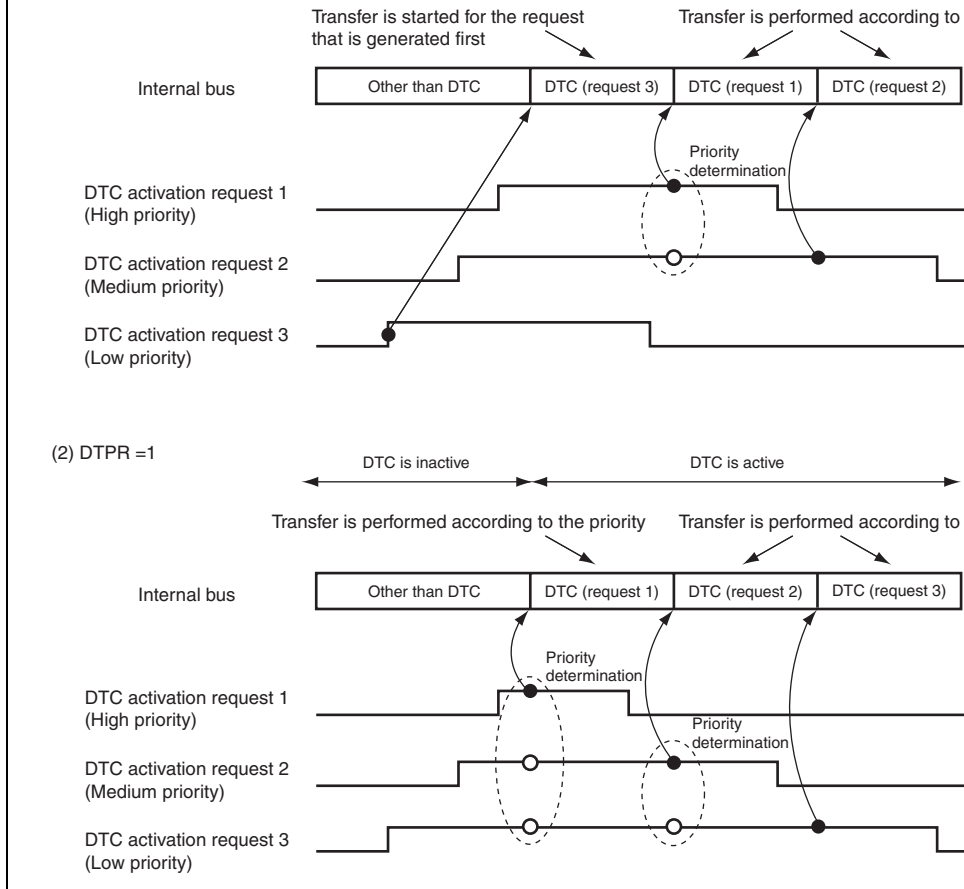 Transfer is started for the request
that is generated first
Transfer is performed according to
Internal bus
Other than DTC
DTC (request 3)
DTC (request 1)
DTC (request 2)
Priority
determination
DTC activation request 1
(High priority)
DTC activation request 2
(Medium priority)
DTC activation request 3
(Low priority)
(2) DTPR =1
DTC is inactive
DTC is active
Transfer is performed according to the priority
Transfer is performed according to
Internal bus
Other than DTC
DTC (request 1)
DTC (request 2)
DTC (request 3)
Priority
determination
DTC activation request 1
(High priority)
Priority
determination
DTC activation request 2
(Medium priority)
DTC activation request 3
(Low priority)